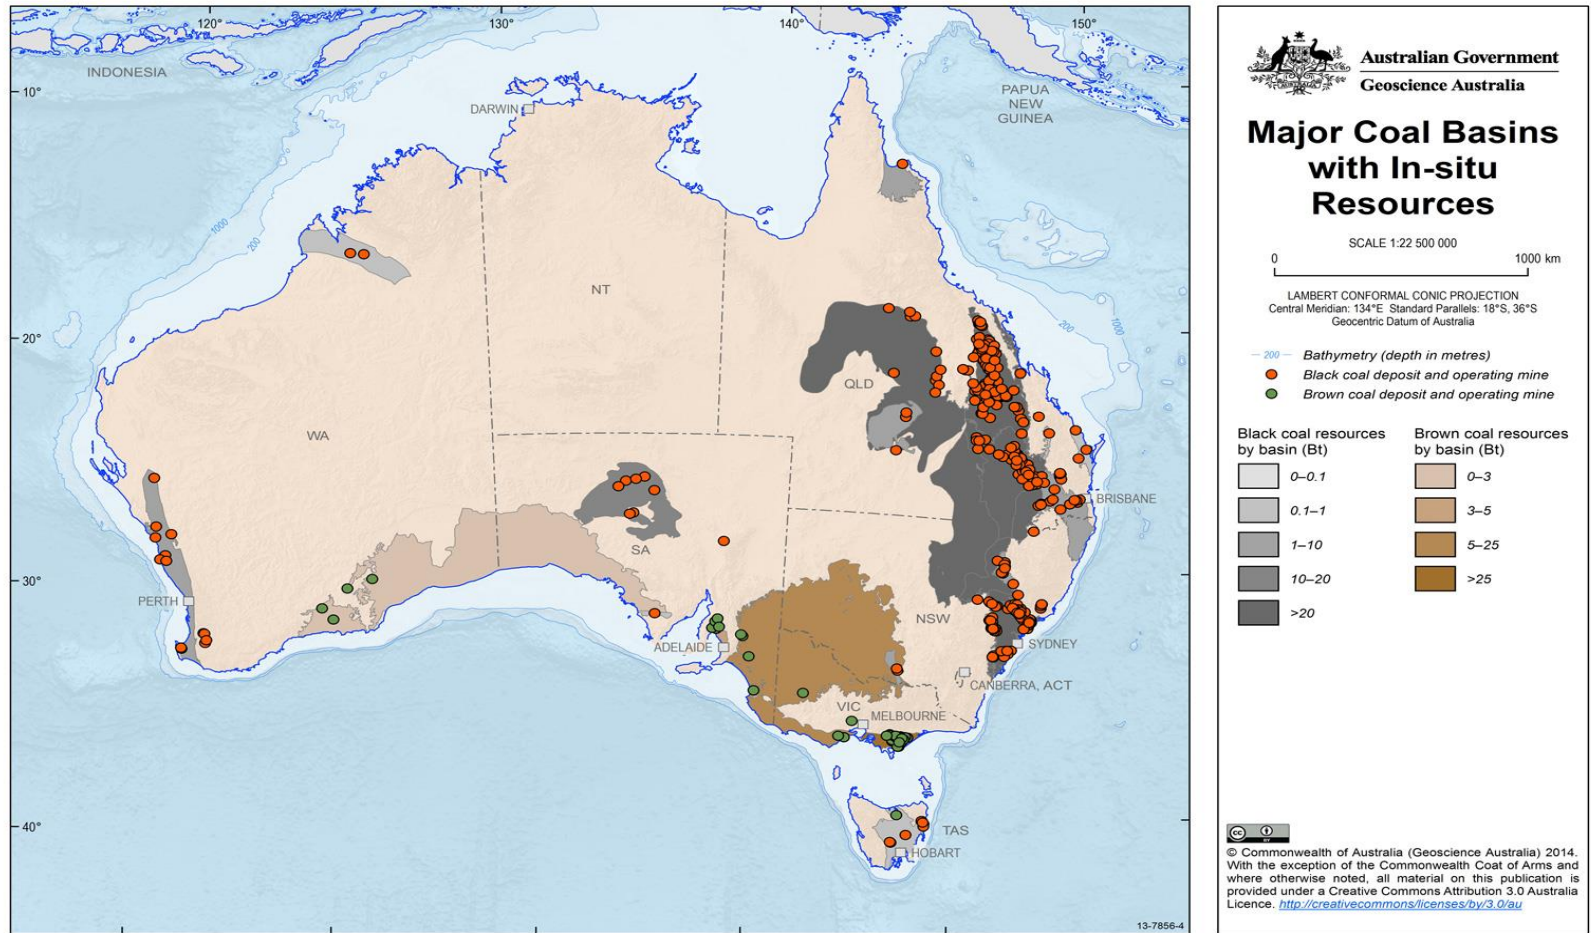 120°
130°
140°
150°
INDONESIA
10°
DARWIN
PAPUA
NEW
GUINEA
1000
200
NT
20°
200
1000
QLD
WA
BRISBANE
SA
30°
PERTH
NSW
SYDNEY
ADELAIDE
CANBERRA, ACT
VIC
MELBOURNE
40°
TAS
HOBART
13-7856-4
Australian Government
Geoscience Australia
Major Coal Basins
with In-situ
Resources
SCALE 1:22 500 000
0 1000 km
LAMBERT CONFORMAL CONIC PROJECTION
Central Meridian: 134°E Standard Parallels: 18°S, 36°S
Geocentric Datum of Australia
200 Bathymetry (depth in metres)
Black coal deposit and operating mine
Brown coal deposit and operating mine
Black coal resources
by basin (Bt)
0–0.1
0.1–1
1–10
10–20
>20
Brown coal resources
by basin (Bt)
0–3
3–5
5–25
>25
cc
BY
© Commonwealth of Australia (Geoscience Australia) 2014.
With the exception of the Commonwealth Coat of Arms and
where otherwise noted, all material on this publication is
provided under a Creative Commons Attribution 3.0 Australia
Licence. http://creativecommons/licenses/by/3.0/au